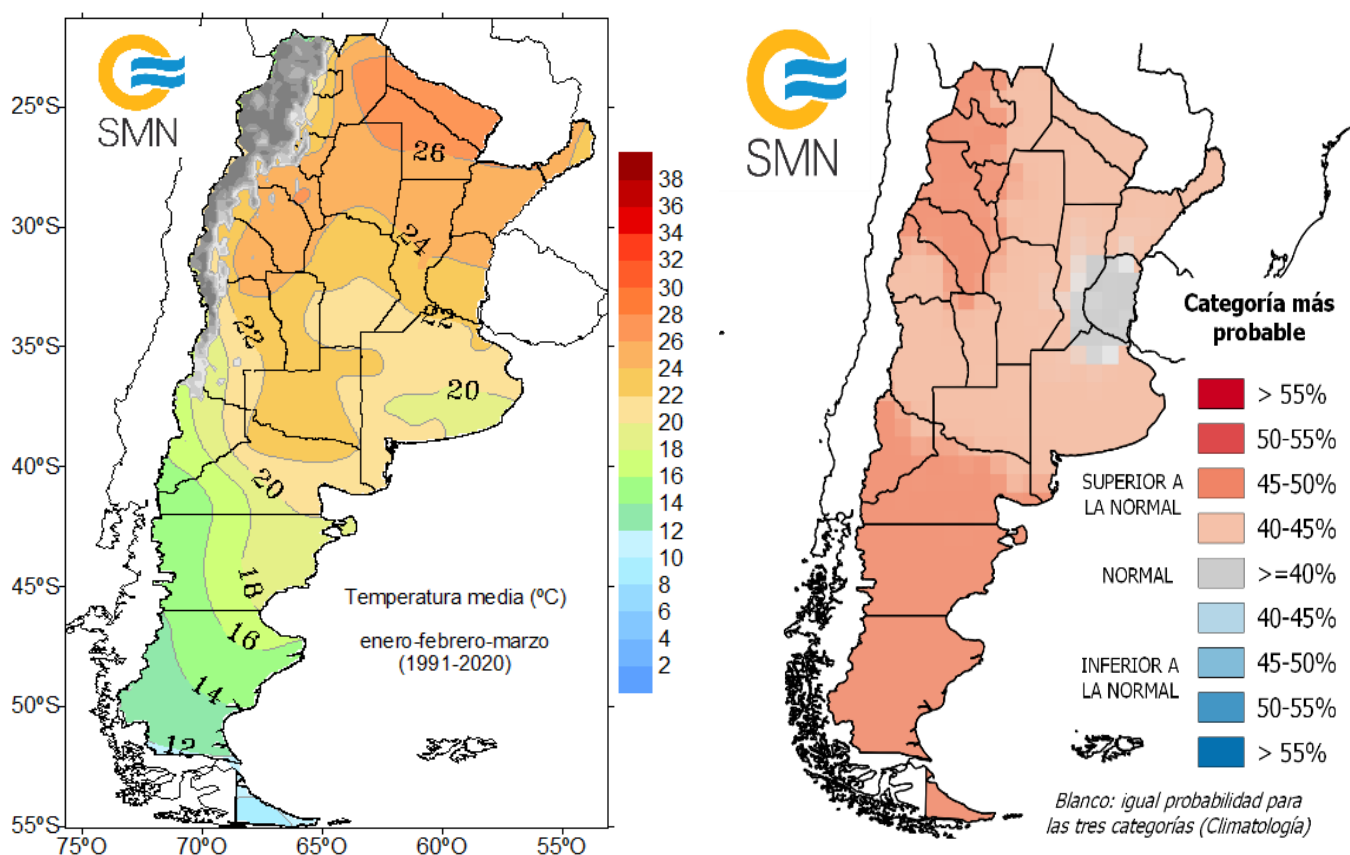 SMN
25ºS
30ºS
35ºS
40ºS
45ºS
50ºS
55ºS
75ºO
70ºO
65ºO
60ºO
55ºO
26
24
22
22
20
20
18
16
14
12
Temperatura media (ºC)
enero-febrero-marzo
(1991-2020)
38
36
34
32
30
28
26
24
22
20
18
16
14
12
10
8
6
4
2
SMN
Categoría más
probable
> 55%
50-55%
SUPERIOR A
LA NORMAL
45-50%
40-45%
NORMAL
>=40%
40-45%
INFERIOR A
LA NORMAL
45-50%
50-55%
> 55%
Blanco: igual probabilidad para
las tres categorías (Climatología)